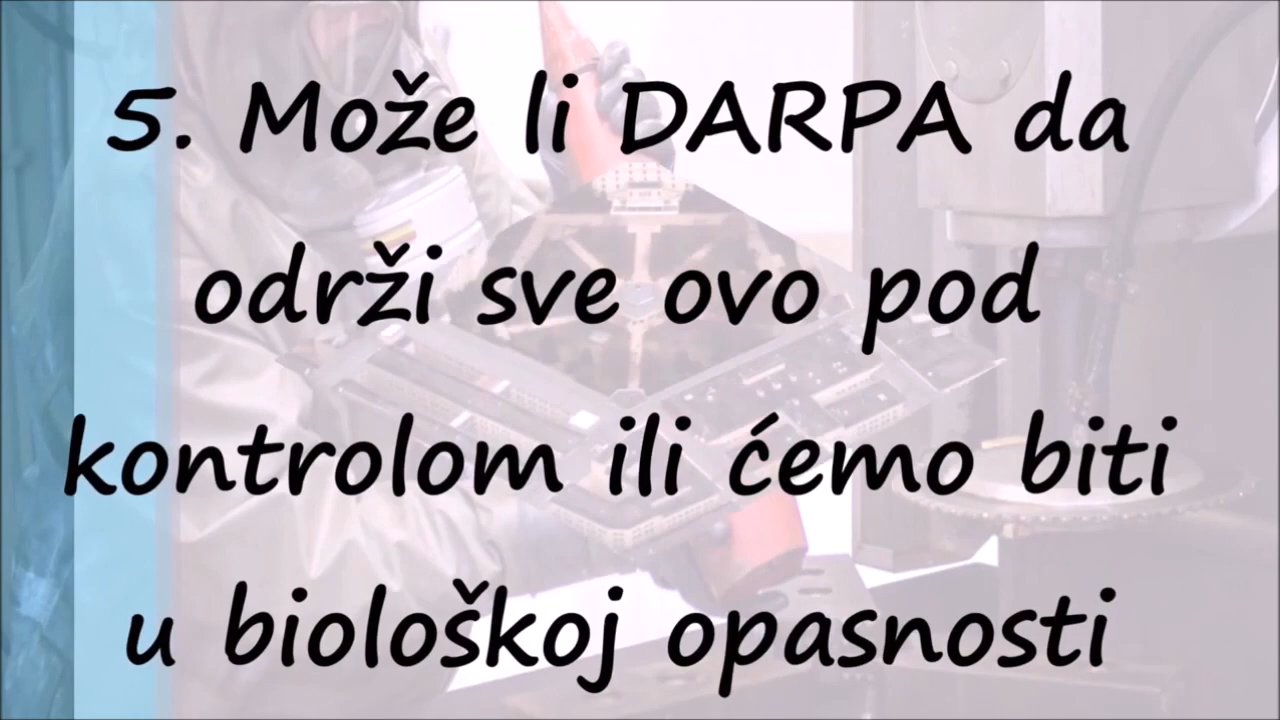 5. Može li DARPA da
održi sve ovo pod
kontrolom ili ćemo biti
u biološkoj opasnosti